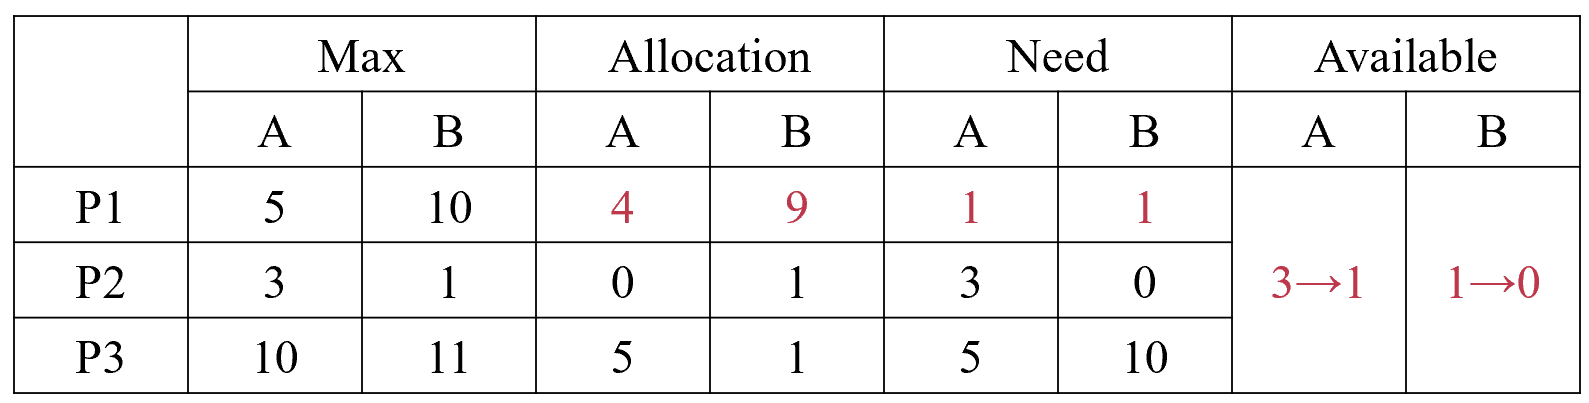 Max Allocation Need Available
A B A B A B A B
P1 5 10 4 9 1 1
P2 3 1 0 1 3 0 3→1 1→0
P3 10 11 5 1 5 10